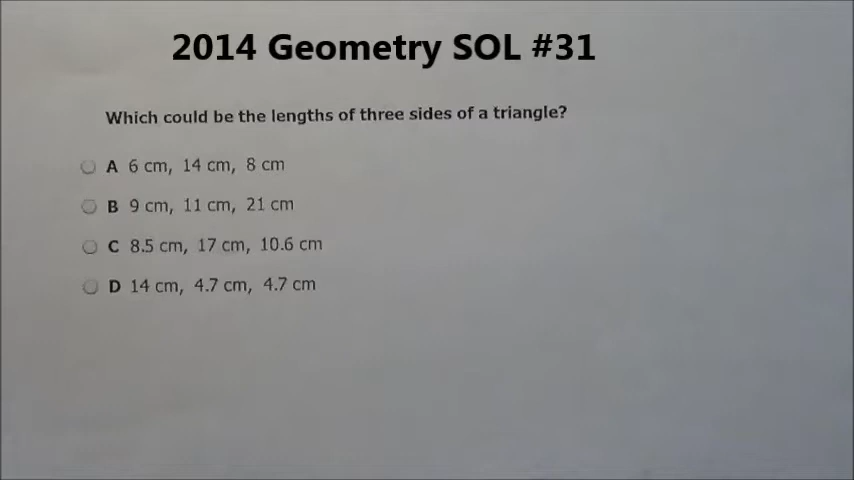 2014 Geometry SOL #31
Which could be the lengths of three sides of a triangle?
A 6 cm, 14 cm, 8 cm
B 9 cm, 11 cm, 21 cm
C 8.5 cm, 17 cm, 10.6 cm
D 14 cm, 4.7 cm, 4.7 cm